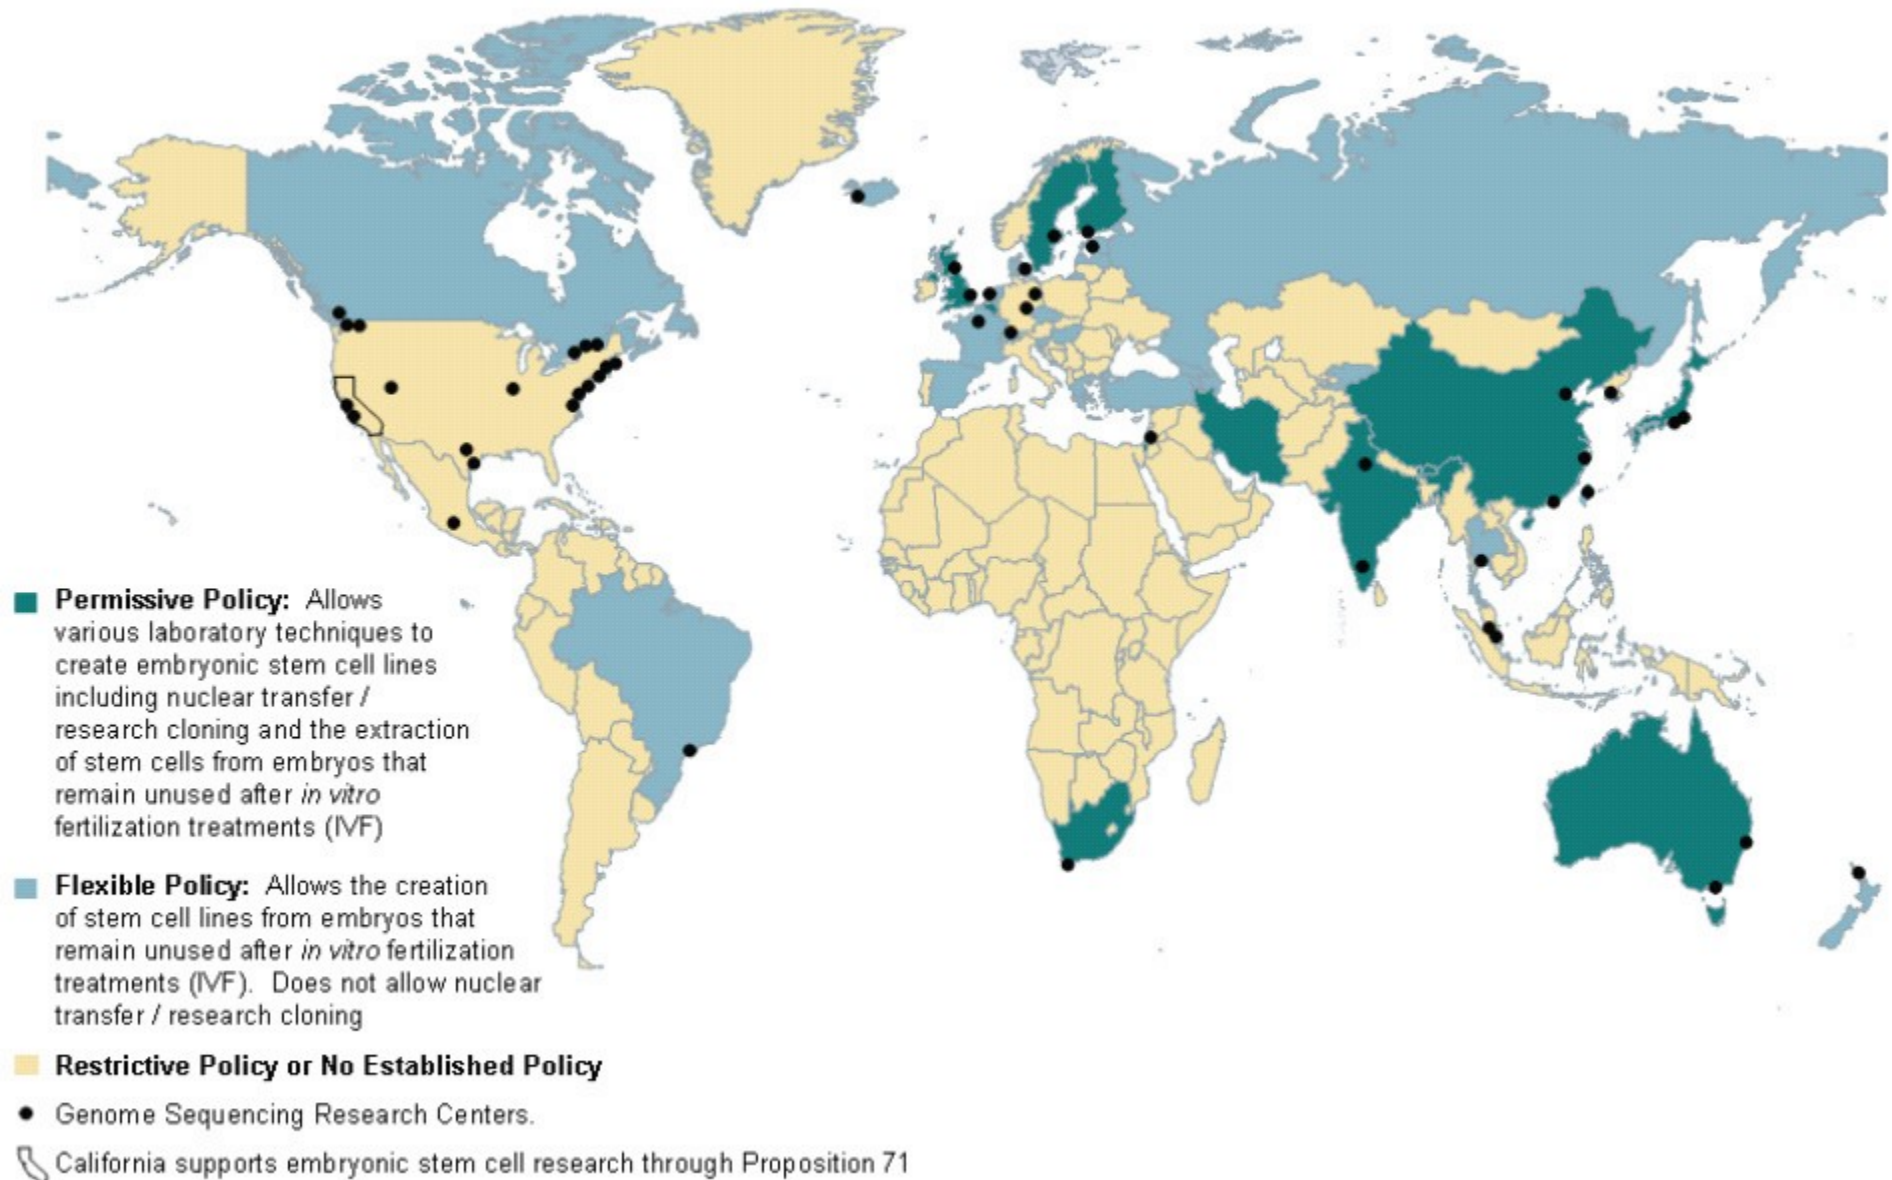 Permissive Policy: Allows
various laboratory techniques to
create embryonic stem cell lines
including nuclear transfer /
research cloning and the extraction
of stem cells from embryos that
remain unused after in vitro
fertilization treatments (IVF)
Flexible Policy: Allows the creation
of stem cell lines from embryos that
remain unused after in vitro fertilization
treatments (IVF). Does not allow nuclear
transfer / research cloning
Restrictive Policy or No Established Policy
Genome Sequencing Research Centers.
California supports embryonic stem cell research through Proposition 71